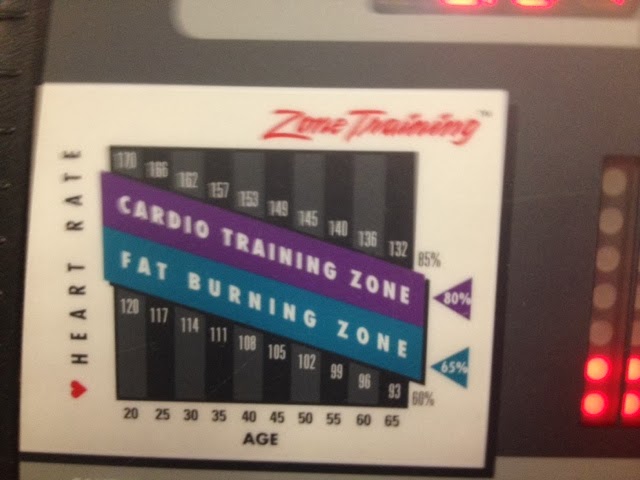 Zone Training™
HEART RATE
170 166 162 157 153 149 145 140 136 132
85%
CARDIO TRAINING ZONE
80%
FAT BURNING ZONE
65%
120 117 114 111 108 105 102 99 96 93
60%
20 25 30 35 40 45 50 55 60 65
AGE